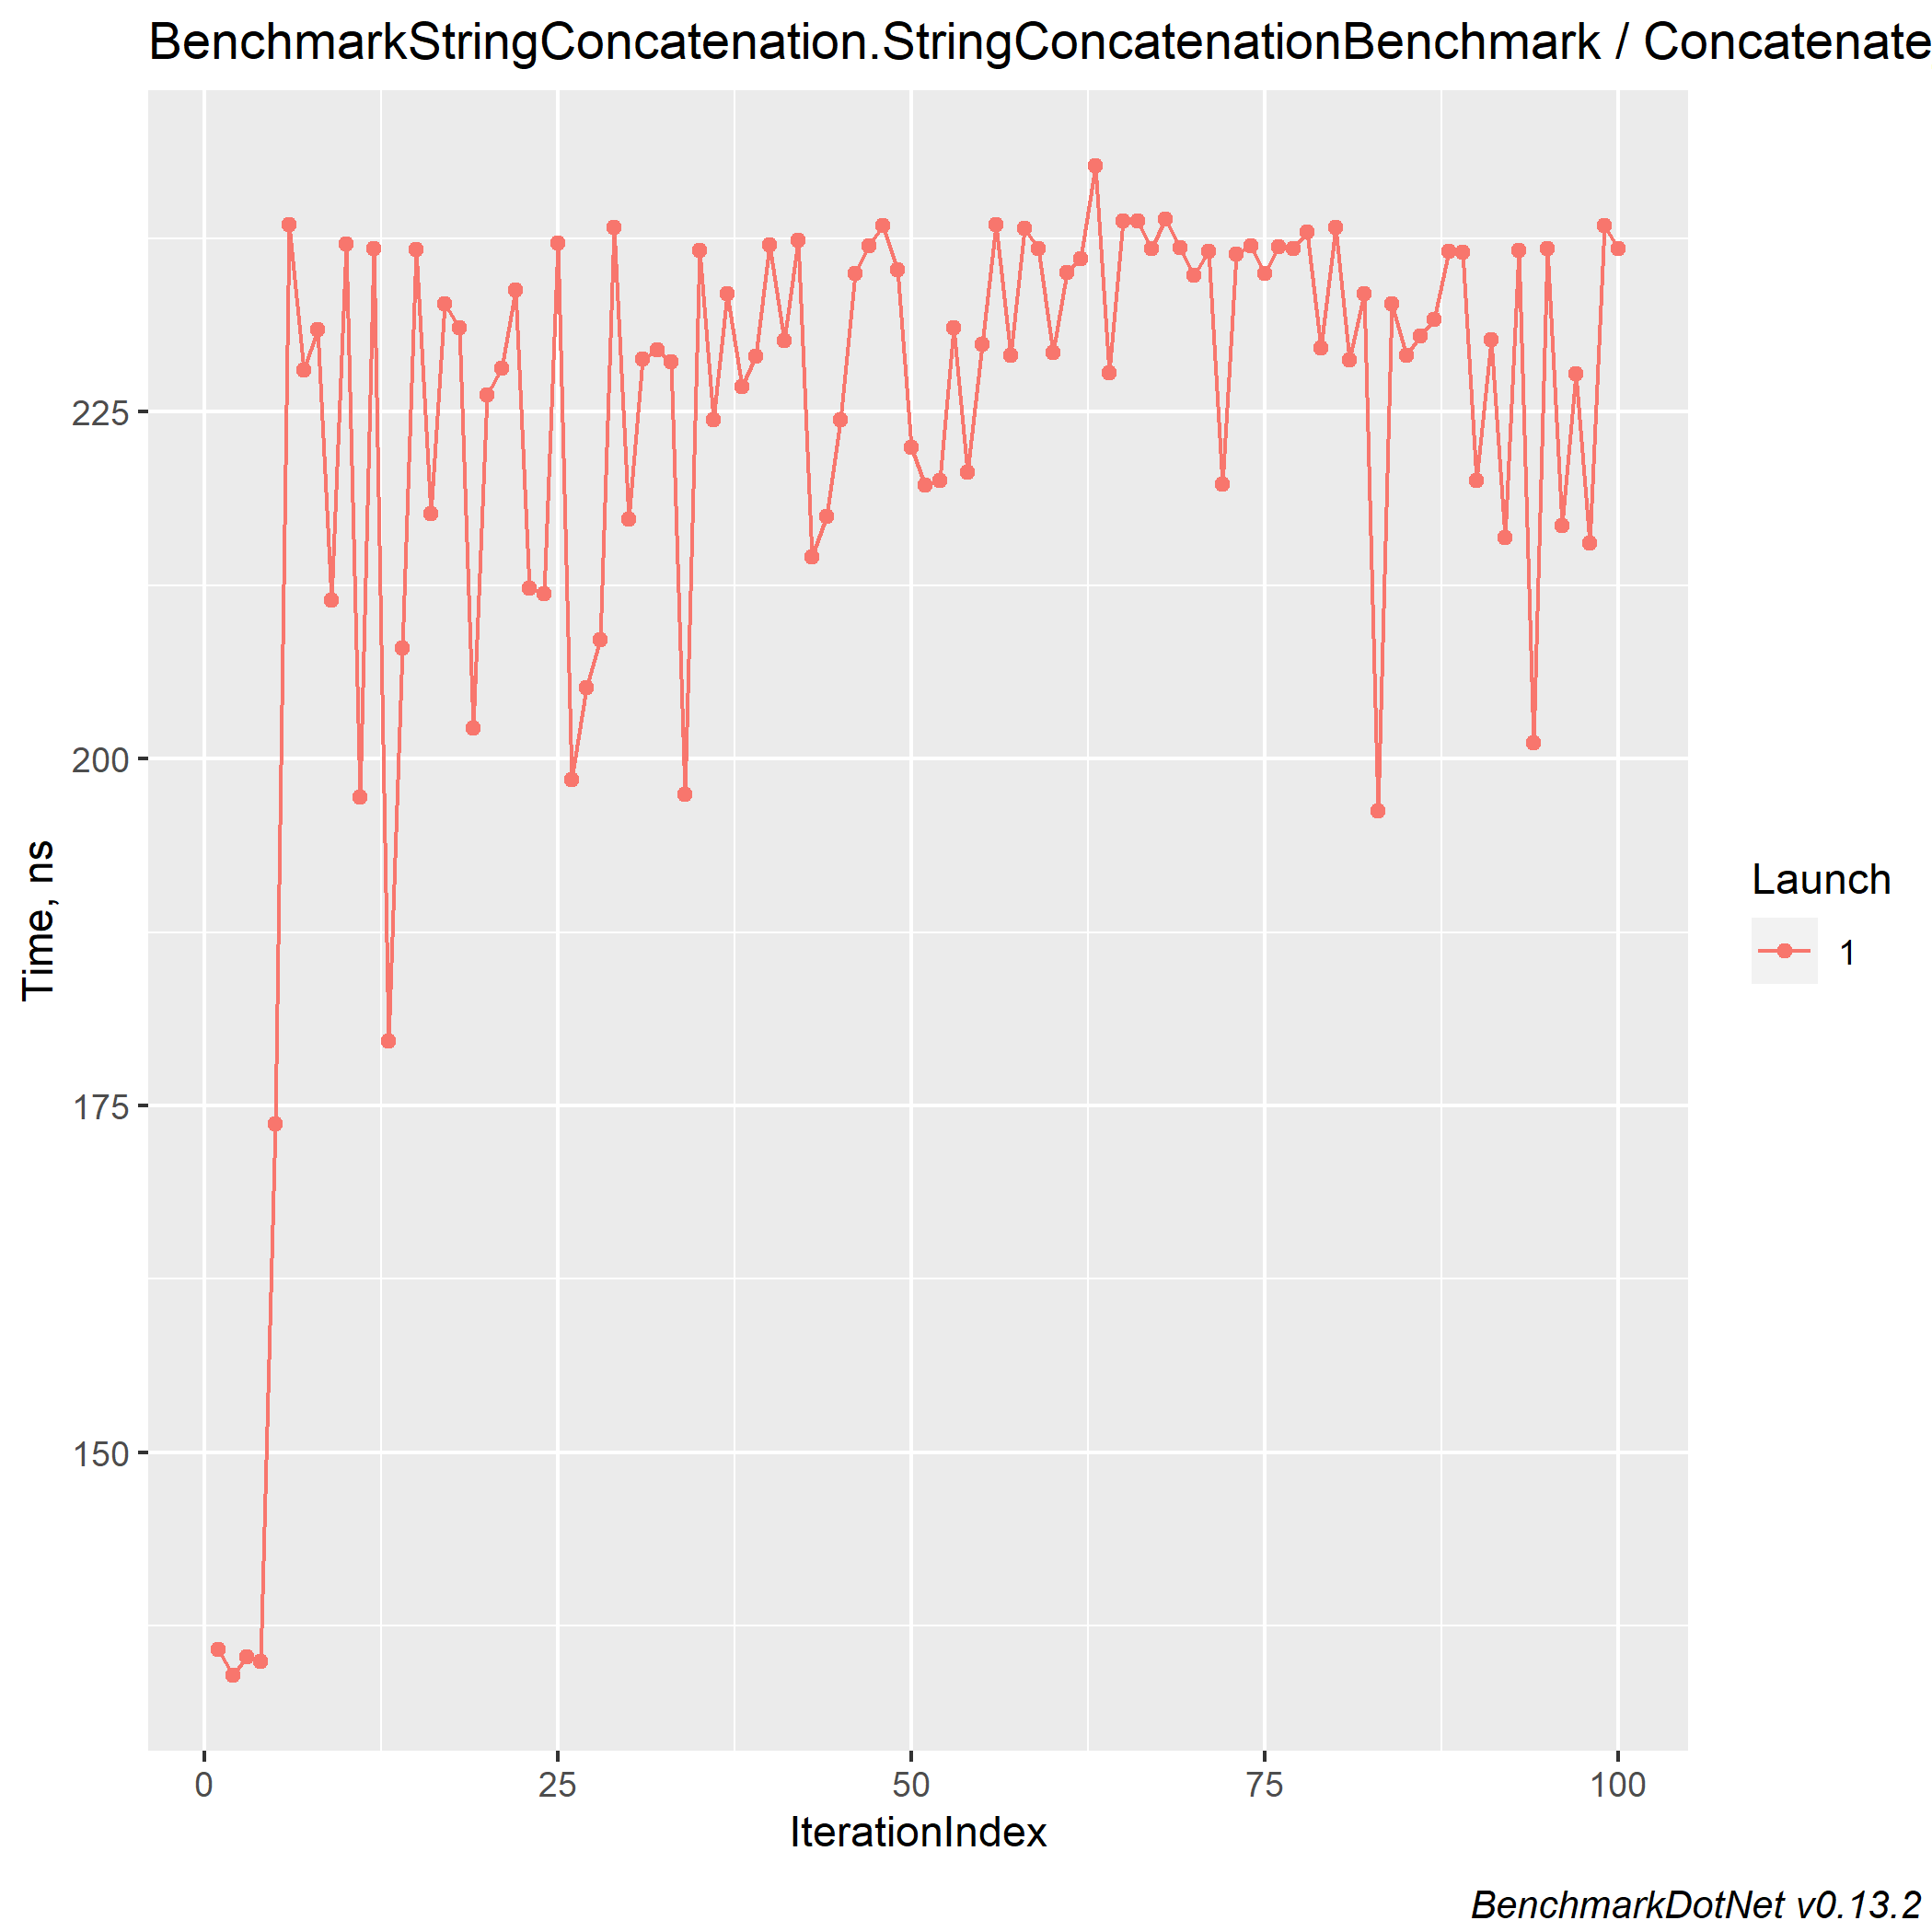 BenchmarkStringConcatenation.StringConcatenationBenchmark / Concatenate
Time, ns
225
200
175
150
0 25 50 75 100
IterationIndex
Launch
1
BenchmarkDotNet v0.13.2